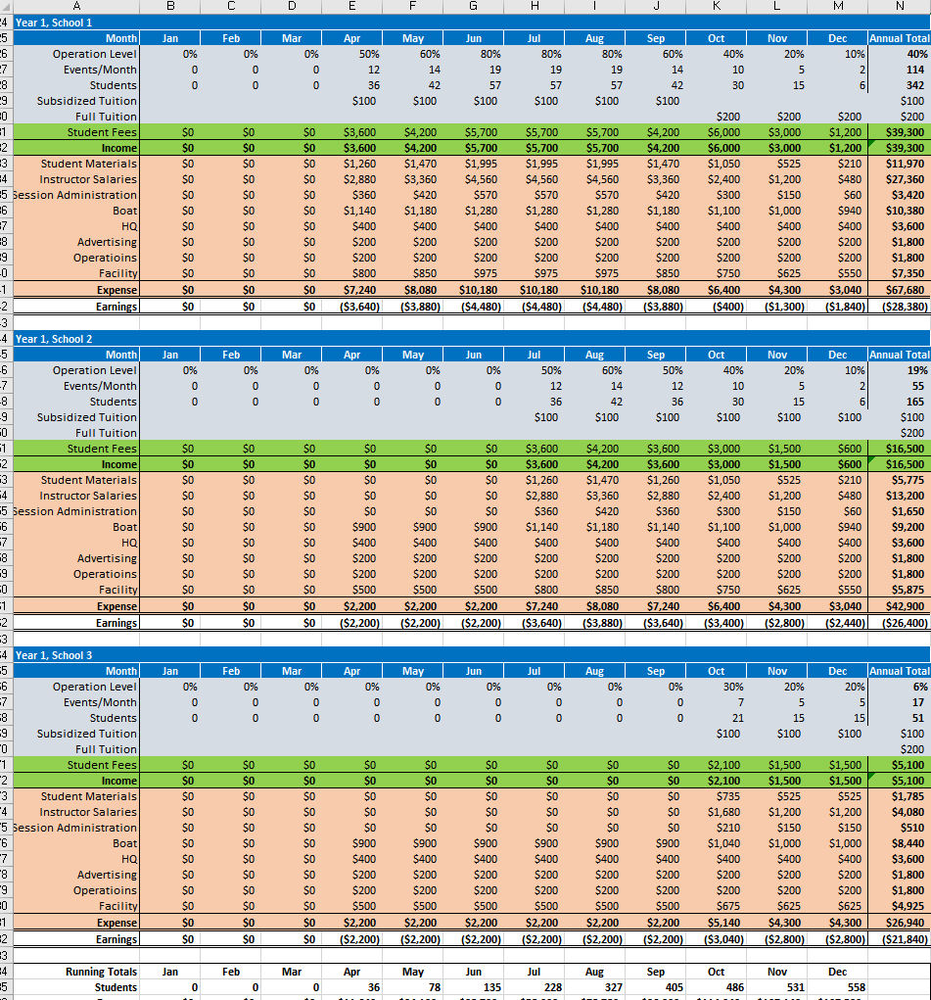 A B C D E F G H I J K L M N
Year 1, School 1
Month Jan Feb Mar Apr May Jun Jul Aug Sep Oct Nov Dec Annual Total
Operation Level 0% 0% 0% 50% 60% 80% 80% 80% 60% 40% 20% 10% 40%
Events/Month 0 0 0 12 14 19 19 19 14 10 5 2 114
Students 0 0 0 36 42 57 57 57 42 30 15 6 342
Subsidized Tuition $100 $100 $100 $100 $100 $100 $100
Full Tuition $200 $200 $200 $200
Student Fees $0 $0 $0 $3,600 $4,200 $5,700 $5,700 $5,700 $4,200 $6,000 $3,000 $1,200 $39,300
Income $0 $0 $0 $3,600 $4,200 $5,700 $5,700 $5,700 $4,200 $6,000 $3,000 $1,200 $39,300
Student Materials $0 $0 $0 $1,260 $1,470 $1,995 $1,995 $1,995 $1,470 $1,050 $525 $210 $11,970
Instructor Salaries $0 $0 $0 $2,880 $3,360 $4,560 $4,560 $4,560 $3,360 $2,400 $1,200 $480 $27,360
Session Administration $0 $0 $0 $360 $420 $570 $570 $570 $420 $300 $150 $60 $3,420
Boat $0 $0 $0 $1,140 $1,180 $1,280 $1,280 $1,280 $1,180 $1,100 $1,000 $940 $10,380
HQ $0 $0 $0 $400 $400 $400 $400 $400 $400 $400 $400 $400 $3,600
Advertising $0 $0 $0 $200 $200 $200 $200 $200 $200 $200 $200 $200 $1,800
Operatioins $0 $0 $0 $200 $200 $200 $200 $200 $200 $200 $200 $200 $1,800
Facility $0 $0 $0 $800 $850 $975 $975 $975 $850 $750 $625 $550 $7,350
Expense $0 $0 $0 $7,240 $8,080 $10,180 $10,180 $10,180 $8,080 $6,400 $4,300 $3,040 $67,680
Earnings $0 $0 $0 ($3,640) ($3,880) ($4,480) ($4,480) ($4,480) ($3,880) ($400) ($1,300) ($1,840) ($28,380)
Year 1, School 2
Month Jan Feb Mar Apr May Jun Jul Aug Sep Oct Nov Dec Annual Total
Operation Level 0% 0% 0% 0% 0% 0% 50% 60% 50% 40% 20% 10% 19%
Events/Month 0 0 0 0 0 0 12 14 12 10 5 2 55
Students 0 0 0 0 0 0 36 42 36 30 15 6 165
Subsidized Tuition $100 $100 $100 $100 $100 $100 $100
Full Tuition $200
Student Fees $0 $0 $0 $0 $0 $0 $3,600 $4,200 $3,600 $3,000 $1,500 $600 $16,500
Income $0 $0 $0 $0 $0 $0 $3,600 $4,200 $3,600 $3,000 $1,500 $600 $16,500
Student Materials $0 $0 $0 $0 $0 $0 $1,260 $1,470 $1,260 $1,050 $525 $210 $5,775
Instructor Salaries $0 $0 $0 $0 $0 $0 $2,880 $3,360 $2,880 $2,400 $1,200 $480 $13,200
Session Administration $0 $0 $0 $0 $0 $0 $360 $420 $360 $300 $150 $60 $1,650
Boat $0 $0 $0 $900 $900 $900 $1,140 $1,180 $1,140 $1,100 $1,000 $940 $9,200
HQ $0 $0 $0 $400 $400 $400 $400 $400 $400 $400 $400 $400 $3,600
Advertising $0 $0 $0 $200 $200 $200 $200 $200 $200 $200 $200 $200 $1,800
Operatioins $0 $0 $0 $200 $200 $200 $200 $200 $200 $200 $200 $200 $1,800
Facility $0 $0 $0 $500 $500 $500 $800 $850 $800 $750 $625 $550 $5,875
Expense $0 $0 $0 $2,200 $2,200 $2,200 $7,240 $8,080 $7,240 $6,400 $4,300 $3,040 $42,900
Earnings $0 $0 $0 ($2,200) ($2,200) ($2,200) ($3,640) ($3,880) ($3,640) ($3,400) ($2,800) ($2,440) ($26,400)
Year 1, School 3
Month Jan Feb Mar Apr May Jun Jul Aug Sep Oct Nov Dec Annual Total
Operation Level 0% 0% 0% 0% 0% 0% 0% 0% 0% 30% 20% 20% 6%
Events/Month 0 0 0 0 0 0 0 0 0 7 5 5 17
Students 0 0 0 0 0 0 0 0 0 21 15 15 51
Subsidized Tuition $100 $100 $100 $100
Full Tuition $200
Student Fees $0 $0 $0 $0 $0 $0 $0 $0 $0 $2,100 $1,500 $1,500 $5,100
Income $0 $0 $0 $0 $0 $0 $0 $0 $0 $2,100 $1,500 $1,500 $5,100
Student Materials $0 $0 $0 $0 $0 $0 $0 $0 $0 $735 $525 $525 $1,785
Instructor Salaries $0 $0 $0 $0 $0 $0 $0 $0 $0 $1,680 $1,200 $1,200 $4,080
Session Administration $0 $0 $0 $0 $0 $0 $0 $0 $0 $210 $150 $150 $510
Boat $0 $0 $0 $900 $900 $900 $900 $900 $900 $1,040 $1,000 $1,000 $8,440
HQ $0 $0 $0 $400 $400 $400 $400 $400 $400 $400 $400 $400 $3,600
Advertising $0 $0 $0 $200 $200 $200 $200 $200 $200 $200 $200 $200 $1,800
Operatioins $0 $0 $0 $200 $200 $200 $200 $200 $200 $200 $200 $200 $1,800
Facility $0 $0 $0 $500 $500 $500 $500 $500 $500 $675 $625 $625 $4,925
Expense $0 $0 $0 $2,200 $2,200 $2,200 $2,200 $2,200 $2,200 $5,140 $4,300 $4,300 $26,940
Earnings $0 $0 $0 ($2,200) ($2,200) ($2,200) ($2,200) ($2,200) ($2,200) ($3,040) ($2,800) ($2,800) ($21,840)
Running Totals Jan Feb Mar Apr May Jun Jul Aug Sep Oct Nov Dec
Students 0 0 0 36 78 135 228 327 405 486 531 558